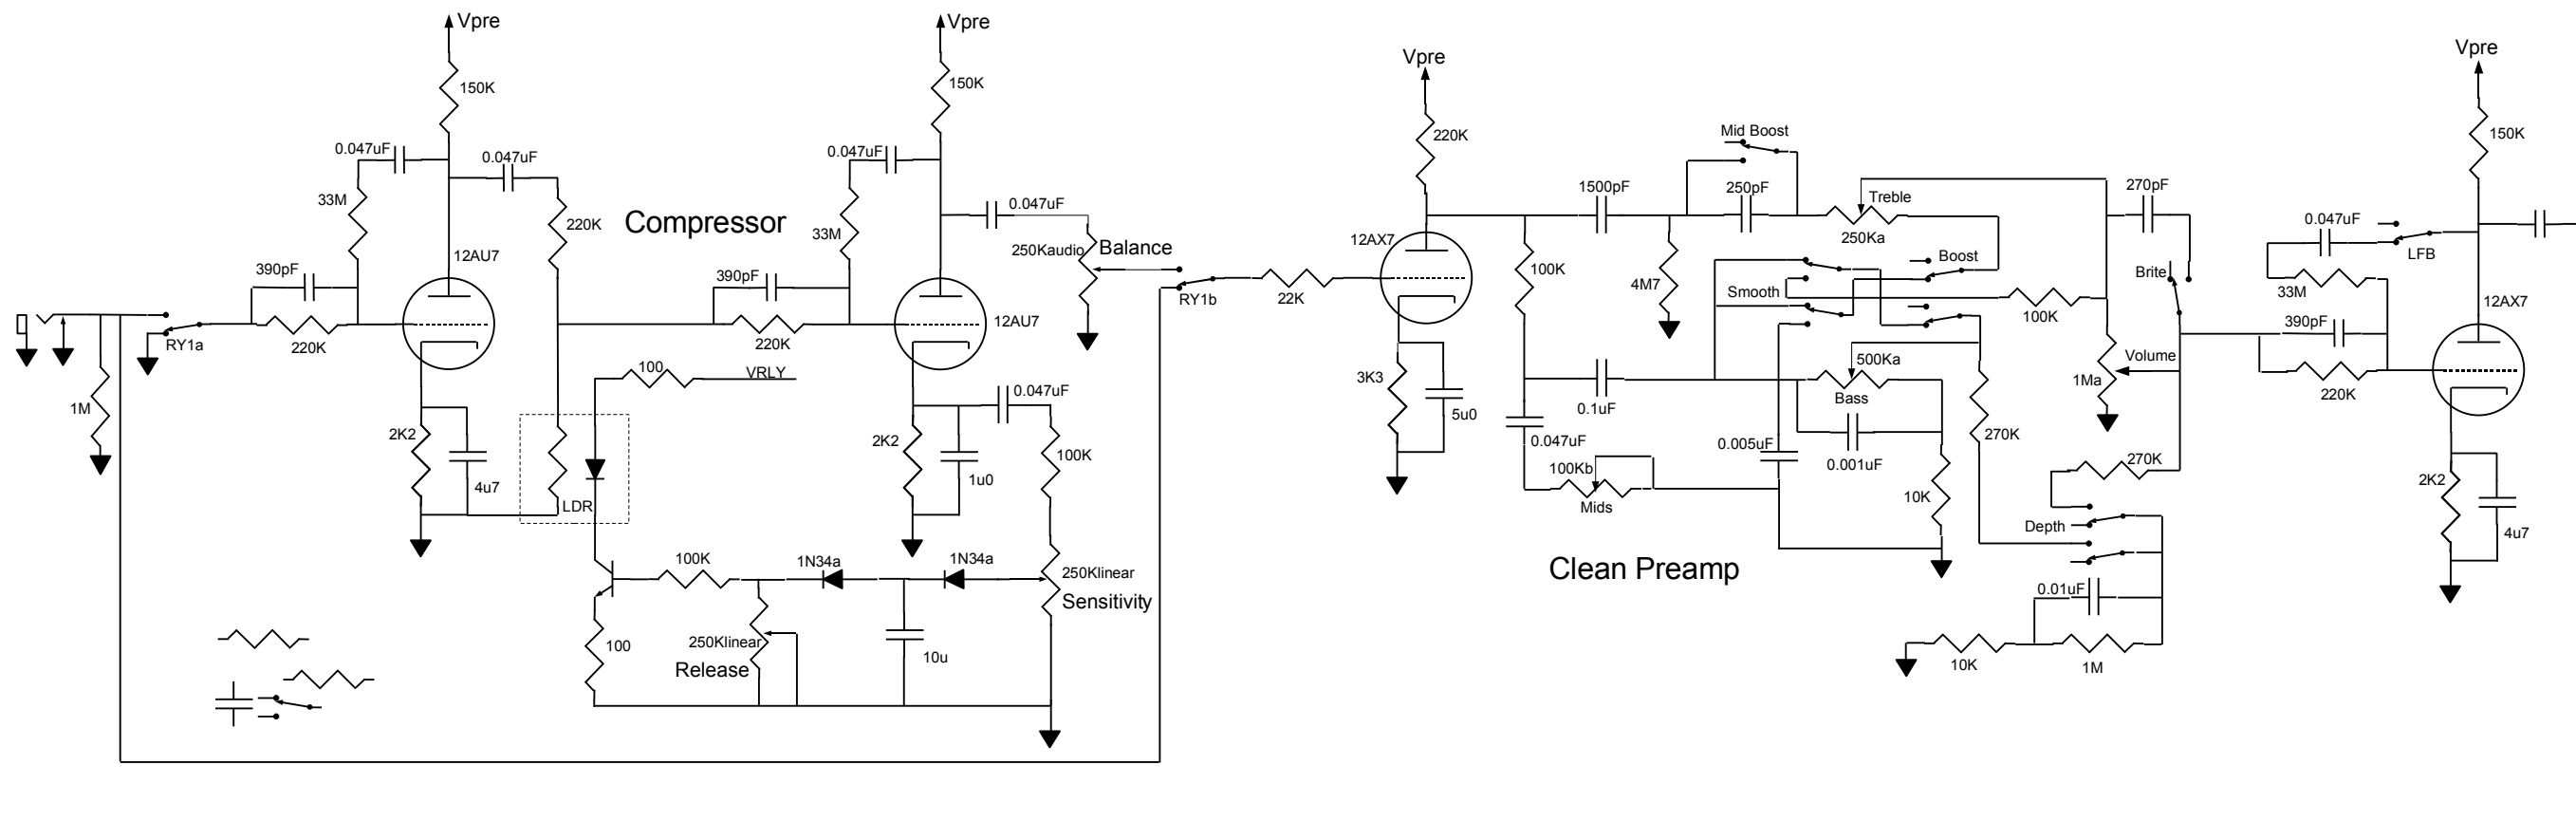 Vpre
150K
0.047uF
0.047uF
33M
220K
12AU7
390pF
220K
RY1a
1M
2K2
4u7
LDR
Compressor
100
VRLY
Vpre
150K
0.047uF
33M
390pF
220K
12AU7
0.047uF
250Kaudio
Balance
RY1b
2K2
1u0
0.047uF
100K
250Klinear
Sensitivity
100K
1N34a
1N34a
250Klinear
Release
10u
100
22K
Vpre
220K
12AX7
3K3
5u0
100K
1500pF
4M7
Mid Boost
250pF
Treble
250Ka
Boost
Smooth
100K
0.1uF
500Ka
Bass
0.047uF
0.005uF
0.001uF
100Kb
Mids
10K
270K
Clean Preamp
270pF
Brite
Volume
1Ma
270K
Depth
0.01uF
10K
1M
Vpre
150K
0.047uF
LFB
33M
390pF
220K
12AX7
2K2
4u7